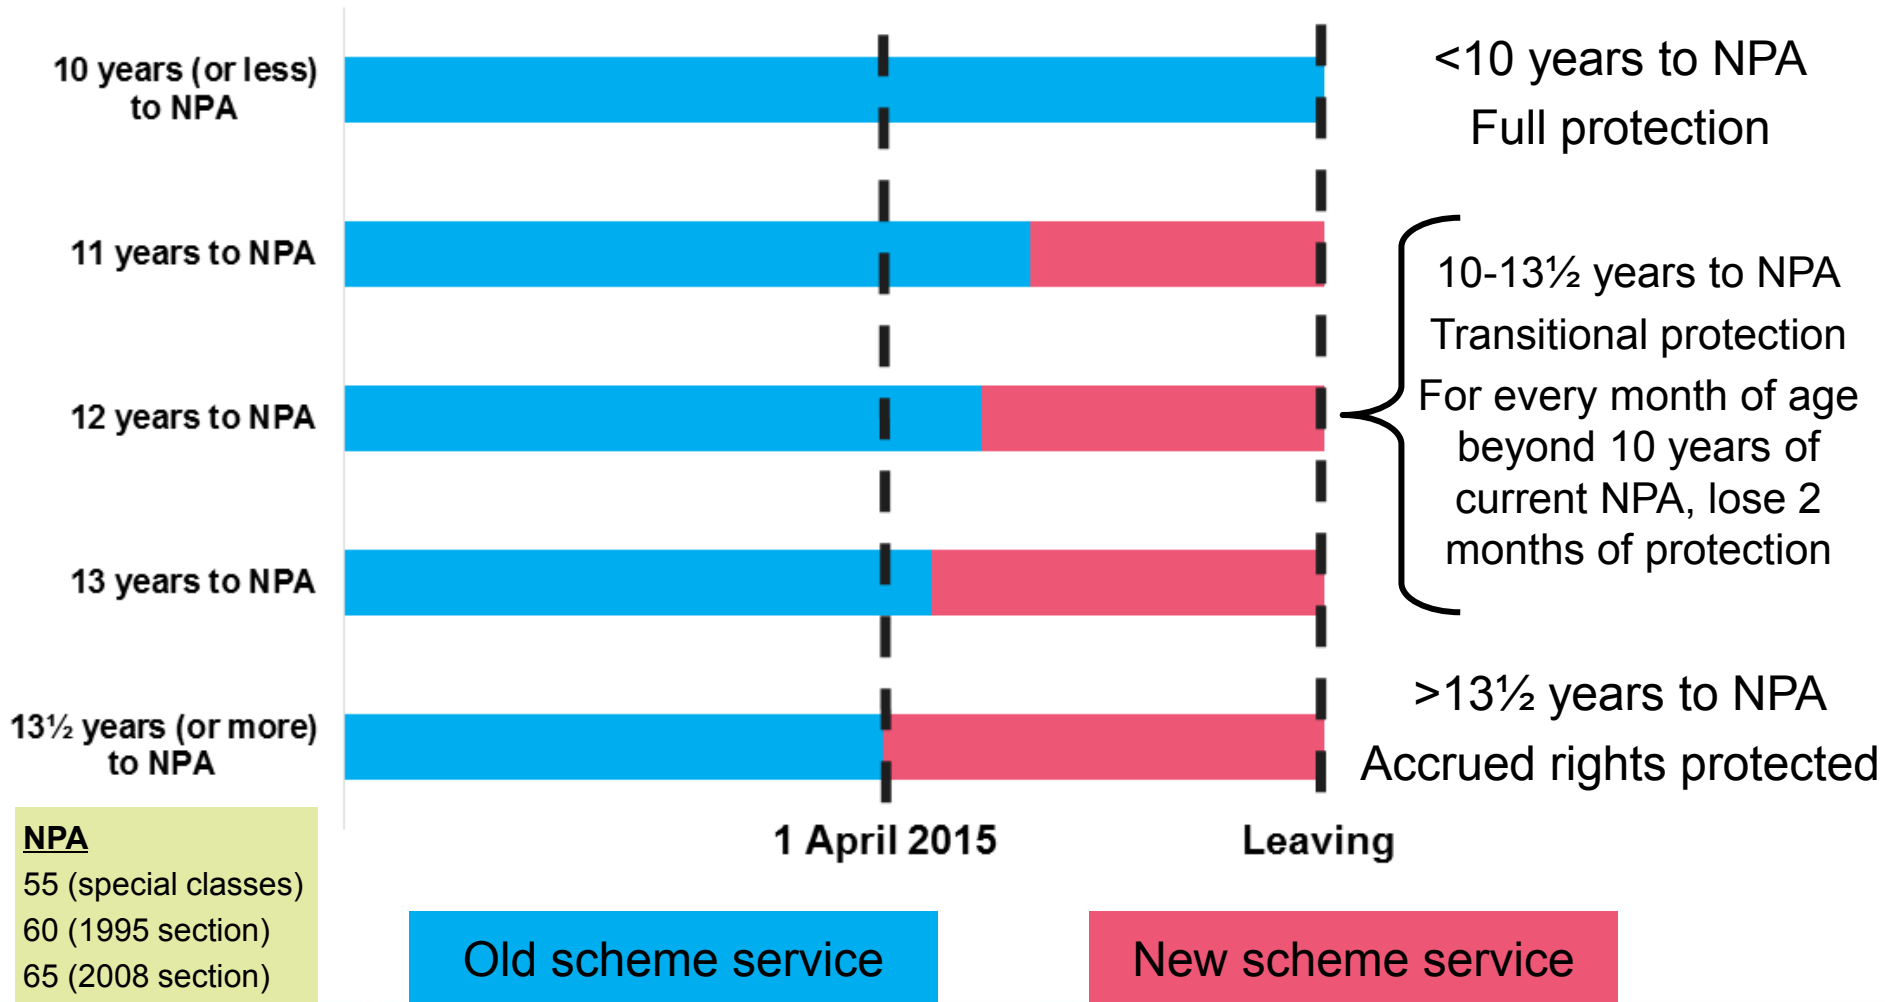 10 years (or less)
to NPA
<10 years to NPA
Full protection
11 years to NPA
12 years to NPA
13 years to NPA
10-13½ years to NPA
Transitional protection
For every month of age
beyond 10 years of
current NPA, lose 2
months of protection
13½ years (or more)
to NPA
>13½ years to NPA
Accrued rights protected
1 April 2015
Leaving
NPA
55 (special classes)
60 (1995 section)
65 (2008 section)
Old scheme service
New scheme service